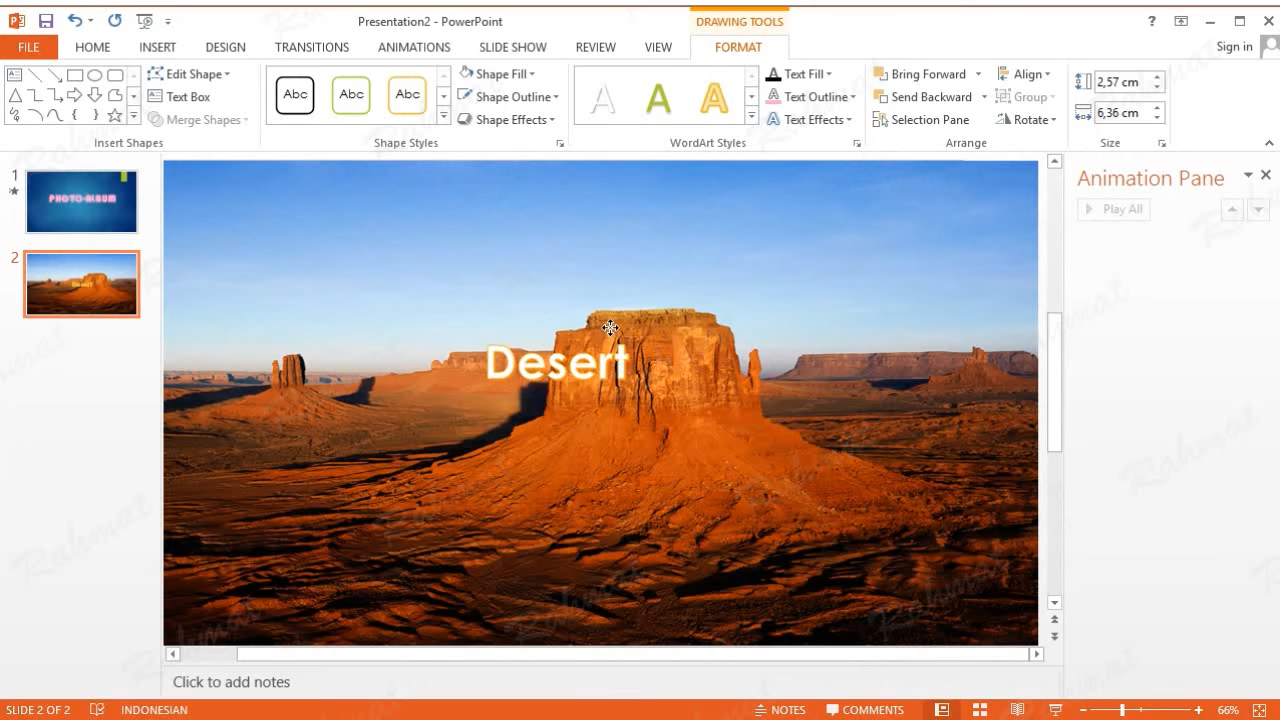 Presentation2 - PowerPoint
DRAWING TOOLS
?
FILE HOME INSERT DESIGN TRANSITIONS ANIMATIONS SLIDE SHOW REVIEW VIEW FORMAT Sign in
Edit Shape
Text Box
Merge Shapes
Insert Shapes
Abc Abc Abc
Shape Fill
Shape Outline
Shape Effects
Shape Styles
A A A
Text Fill
Text Outline
Text Effects
WordArt Styles
Bring Forward
Send Backward
Selection Pane
Align
Group
Rotate
Arrange
2,57 cm
6,36 cm
Size
1
PHOTO-ALBUM
2
Desert
Desert
Animation Pane
Play All
Click to add notes
SLIDE 2 OF 2 INDONESIAN NOTES COMMENTS 66%
Rahmat